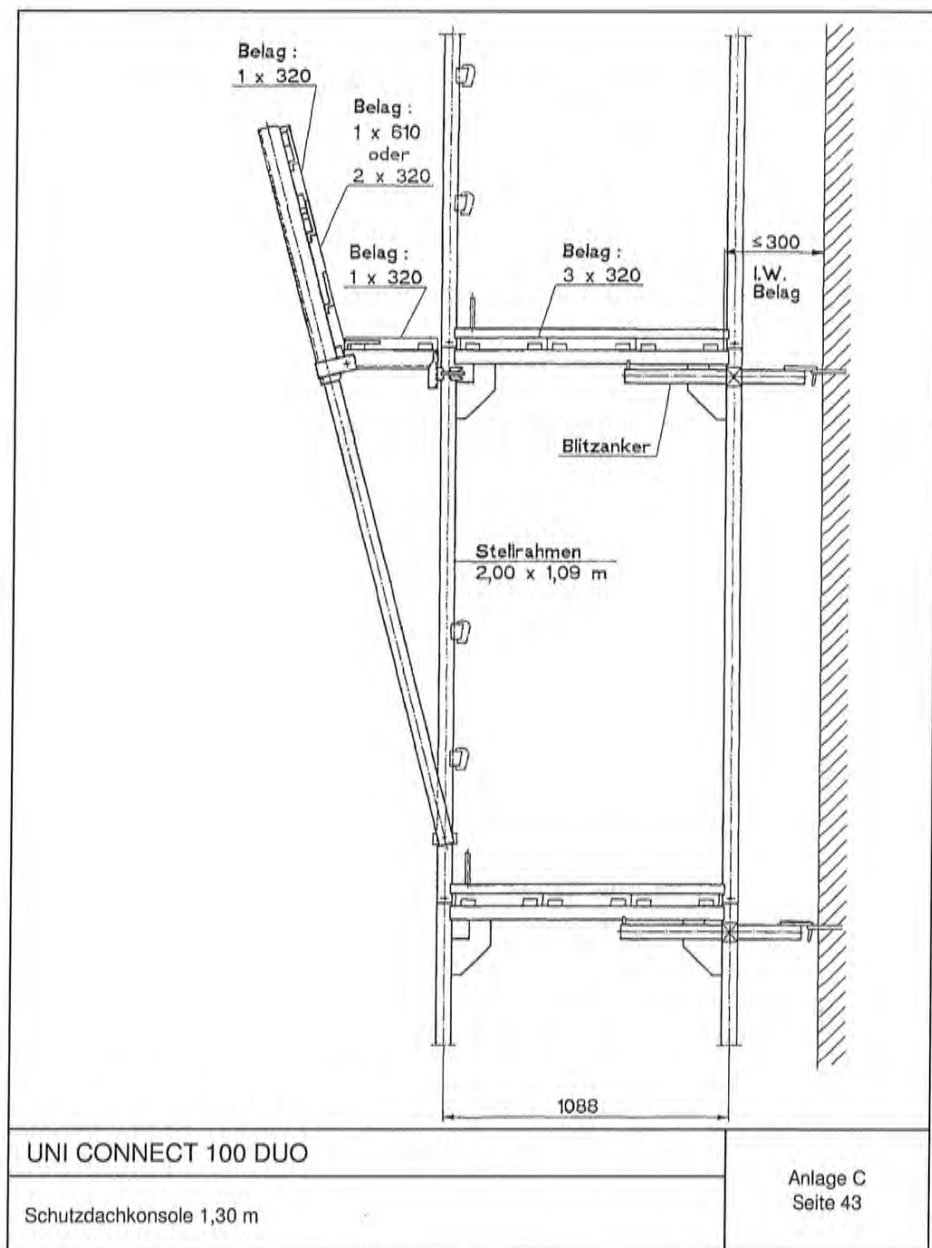 Belag :
1 x 320
Belag :
1 x 610
oder
2 x 320
Belag :
1 x 320
Belag :
3 x 320
≤300
I.W.
Belag
Blitzanker
Stellrahmen
2,00 x 1,09 m
1088
UNI CONNECT 100 DUO
Schutzdachkonsole 1,30 m
Anlage C
Seite 43